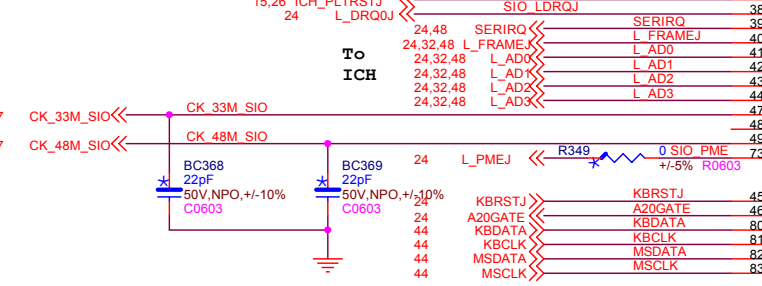 15,26 ICH_PLTRSTJ
24 L_DRQ0J SIO_LDRQJ 38
24,48 SERIRQ SERIRQ 39
24,32,48 L_FRAMEJ L_FRAMEJ 40
To 24,32,48 L_AD0 L_AD0 41
ICH 24,32,48 L_AD1 L_AD1 42
24,32,48 L_AD2 L_AD2 43
24,32,48 L_AD3 L_AD3 44
7 CK_33M_SIO CK_33M_SIO 47
48
7 CK_48M_SIO CK_48M_SIO 49
24 L_PMEJ R349 0 SIO_PME 73
+/-5% R0603
BC368 BC369
22pF 22pF
50V,NPO,+/-10% 50V,NPO,+/-10%
C0603 C0603
24 KBRSTJ KBRSTJ 45
24 A20GATE A20GATE 46
44 KBDATA KBDATA 80
44 KBCLK KBCLK 81
44 MSDATA MSDATA 82
44 MSCLK MSCLK 83